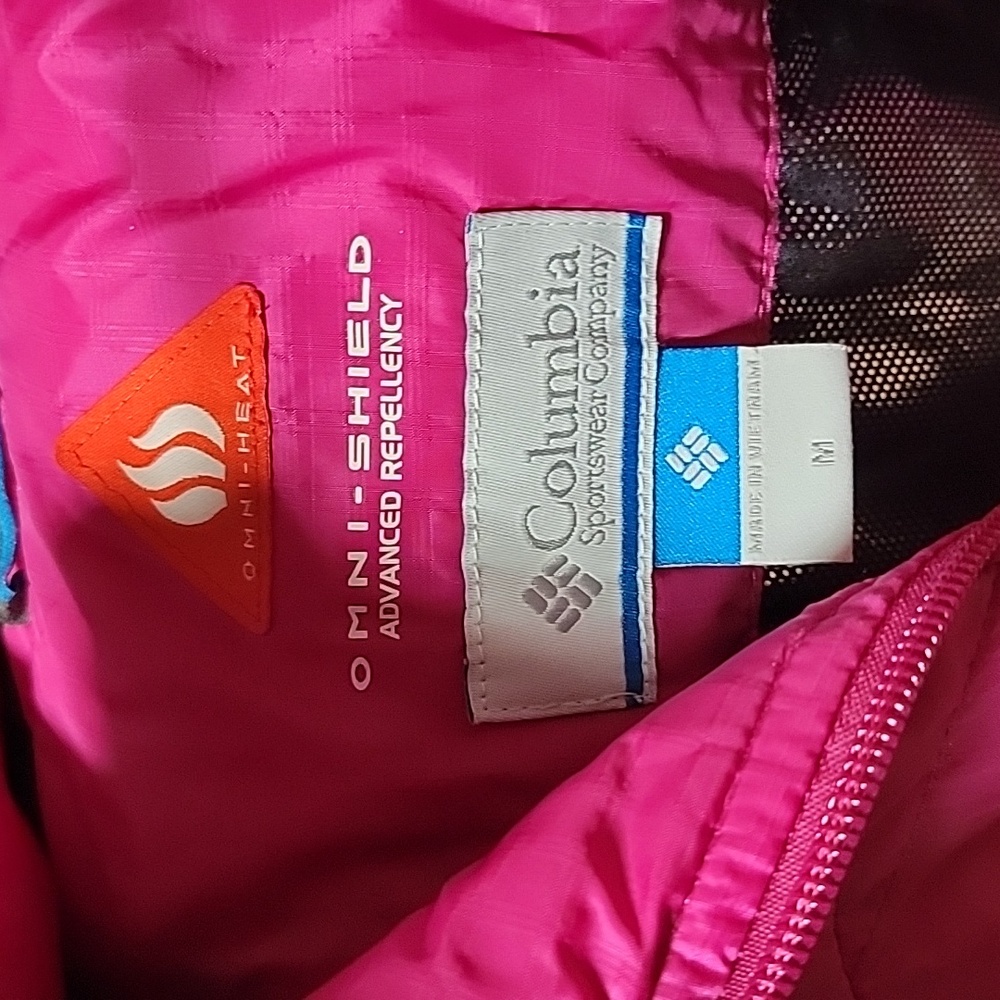 OMNI-HEAT
OMNI-SHIELD
ADVANCED REPELLENCY
Columbia
Sportswear Company
MADE IN VIETNAM
M